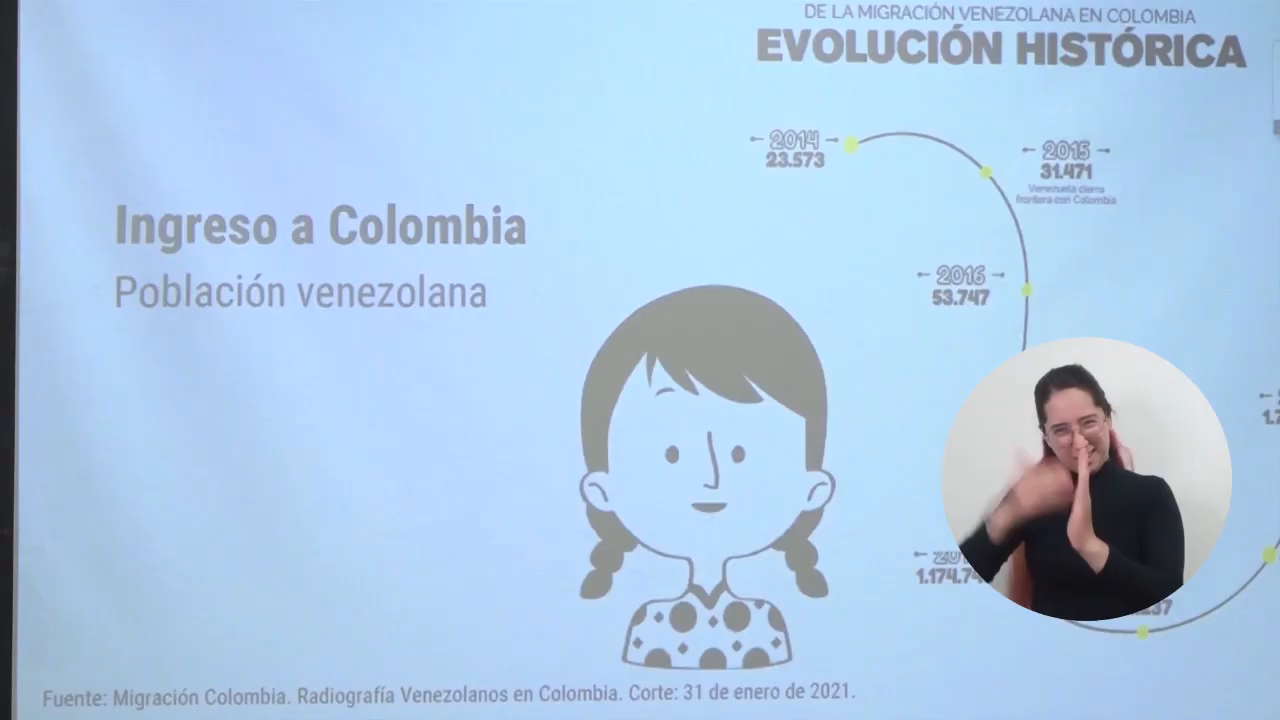 DE LA MIGRACIÓN VENEZOLANA EN COLOMBIA
EVOLUCIÓN HISTÓRICA
2014
23.573
2015
31.471
Venezuela cierra
frontera con Colombia
Ingreso a Colombia
Población venezolana
2016
53.747
1.174.7
Fuente: Migración Colombia. Radiografía Venezolanos en Colombia. Corte: 31 de enero de 2021.